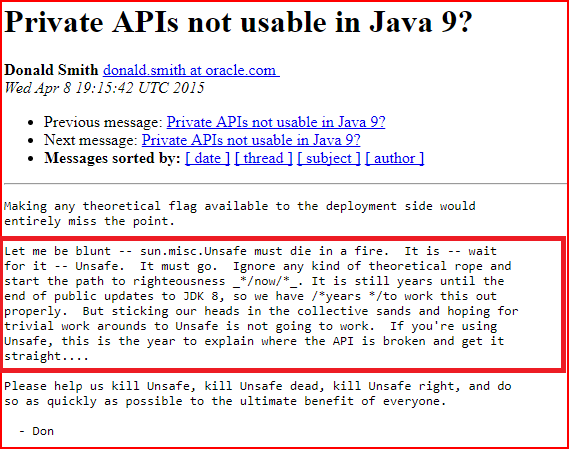 Private APIs not usable in Java 9?
Donald Smith donald.smith at oracle.com
Wed Apr 8 19:15:42 UTC 2015
• Previous message: Private APIs not usable in Java 9?
• Next message: Private APIs not usable in Java 9?
• Messages sorted by: [ date ] [ thread ] [ subject ] [ author ]
Making any theoretical flag available to the deployment side would
entirely miss the point.
Let me be blunt -- sun.misc.Unsafe must die in a fire.  It is -- wait
for it -- Unsafe.  It must go.  Ignore any kind of theoretical rope and
start the path to righteousness _*/now/*_. It is still years until the
end of public updates to JDK 8, so we have /*years */to work this out
properly.  But sticking our heads in the collective sands and hoping for
trivial work arounds to Unsafe is not going to work.  If you're using
Unsafe, this is the year to explain where the API is broken and get it
straight....
Please help us kill Unsafe, kill Unsafe dead, kill Unsafe right, and do
so as quickly as possible to the ultimate benefit of everyone.
- Don